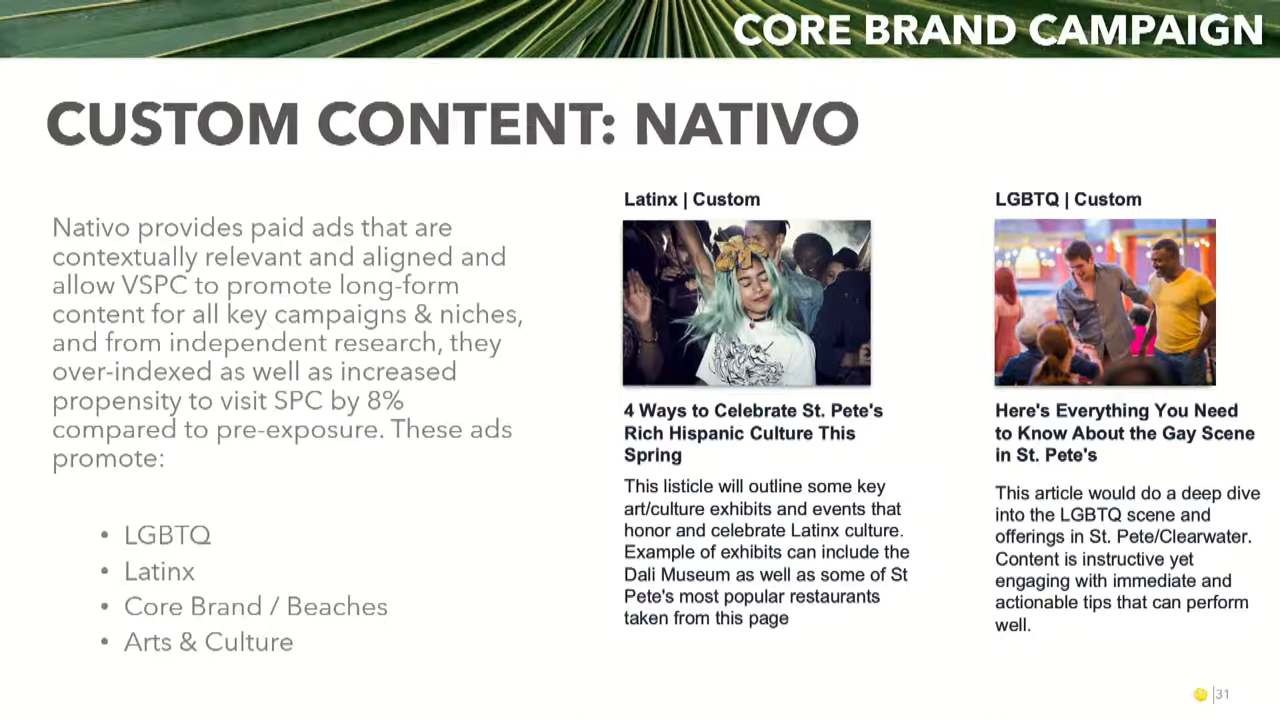 CORE BRAND CAMPAIGN
CUSTOM CONTENT: NATIVO
Nativo provides paid ads that are
contextually relevant and aligned and
allow VSPC to promote long-form
content for all key campaigns & niches,
and from independent research, they
over-indexed as well as increased
propensity to visit SPC by 8%
compared to pre-exposure. These ads
promote:
• LGBTQ
• Latinx
• Core Brand / Beaches
• Arts & Culture
Latinx | Custom
4 Ways to Celebrate St. Pete's
Rich Hispanic Culture This
Spring
This listicle will outline some key
art/culture exhibits and events that
honor and celebrate Latinx culture.
Example of exhibits can include the
Dali Museum as well as some of St
Pete's most popular restaurants
taken from this page
LGBTQ | Custom
Here's Everything You Need
to Know About the Gay Scene
in St. Pete's
This article would do a deep dive
into the LGBTQ scene and
offerings in St. Pete/Clearwater.
Content is instructive yet
engaging with immediate and
actionable tips that can perform
well.
31